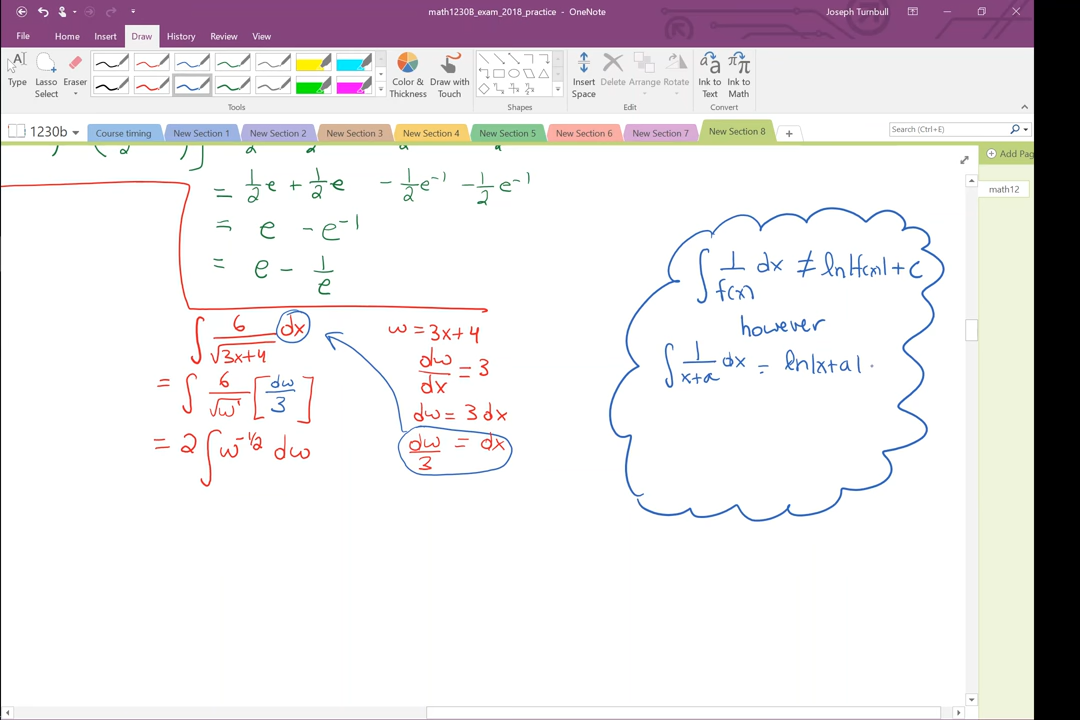 math1230B_exam_2018_practice - OneNote
Joseph Turnbull
File Home Insert Draw History Review View
Type
Lasso Select
Eraser
Color & Thickness
Draw with Touch
Insert Space
Delete
Arrange
Rotate
Ink to Text
Ink to Math
Tools
Shapes
Edit
Convert
1230b
Course timing
New Section 1
New Section 2
New Section 3
New Section 4
New Section 5
New Section 6
New Section 7
New Section 8
Search (Ctrl+E)
Add Pag
math12
= 1/2 e + 1/2 e - 1/2 e⁻¹ - 1/2 e⁻¹
= e - e⁻¹
= e - 1/e
∫ 6/√(3x+4) dx
= ∫ 6/√w [dw/3]
= 2 ∫ w^(-1/2) dw
w = 3x+4
dw/dx = 3
dw = 3 dx
dw/3 = dx
∫ 1/f(x) dx ≠ ln|f(x)| + C
however
∫ 1/(x+a) dx = ln|x+a|